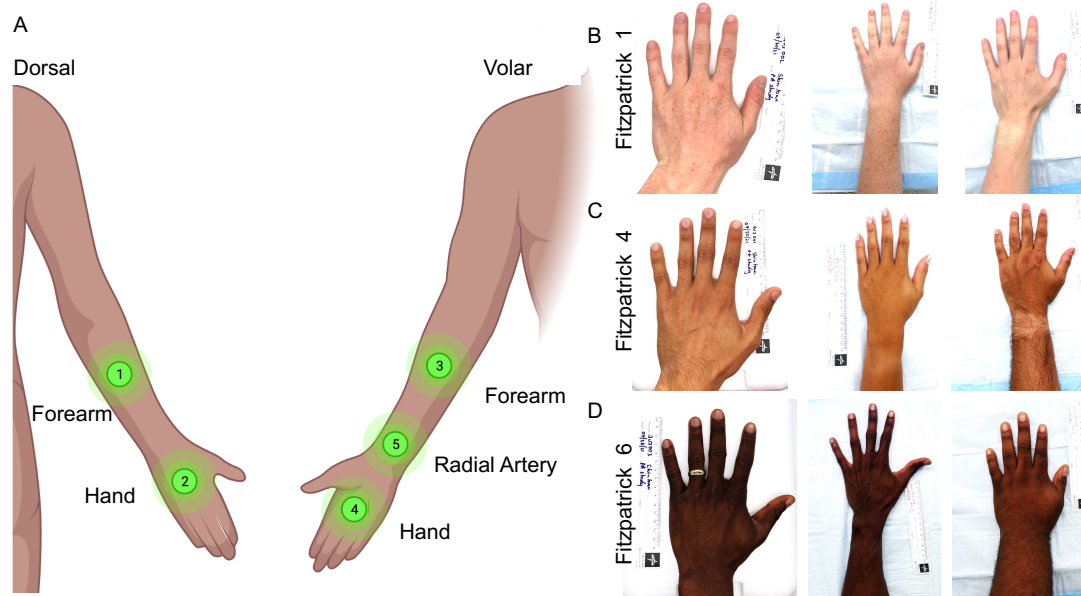 A
Dorsal
Volar
1
Forearm
2
Hand
3
Forearm
5
Radial Artery
4
Hand
B
Fitzpatrick 1
C
Fitzpatrick 4
D
Fitzpatrick 6